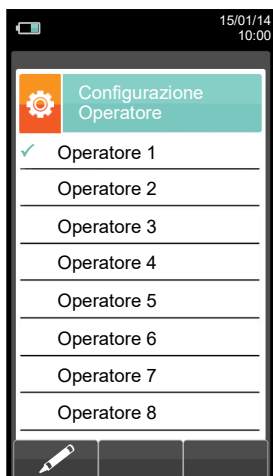 15/01/14
10:00
Configurazione
Operatore
Operatore 1
Operatore 2
Operatore 3
Operatore 4
Operatore 5
Operatore 6
Operatore 7
Operatore 8